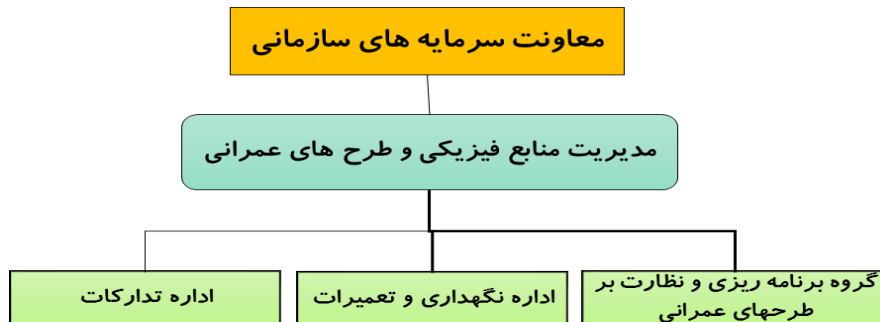 معاونت سرمایه های سازمانی
مدیریت منابع فیزیکی و طرح های عمرانی
گروه برنامه ریزی و نظارت بر
طرحهای عمرانی
اداره نگهداری و تعمیرات
اداره تدارکات